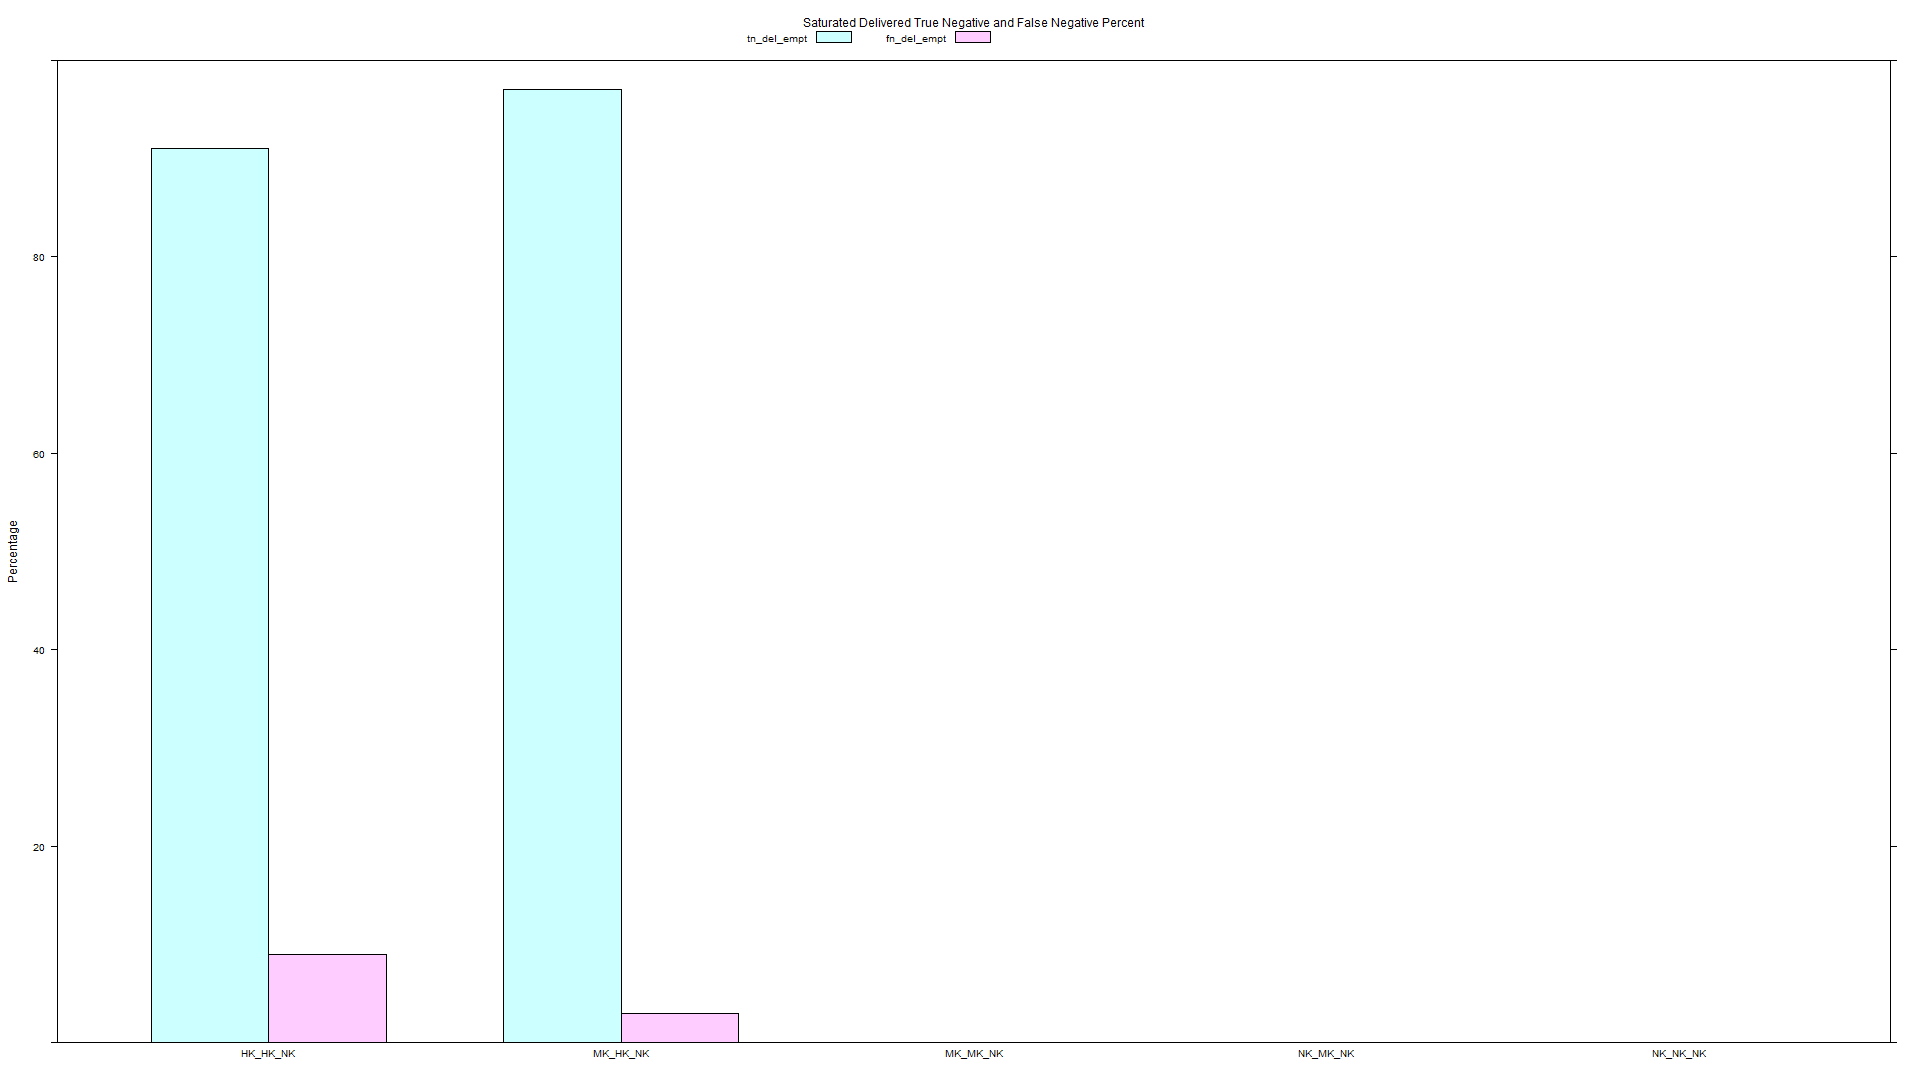 Saturated Delivered True Negative and False Negative Percent
tn_del_empt fn_del_empt
80
60
Percentage
40
20
HK_HK_NK MK_HK_NK MK_MK_NK NK_MK_NK NK_NK_NK